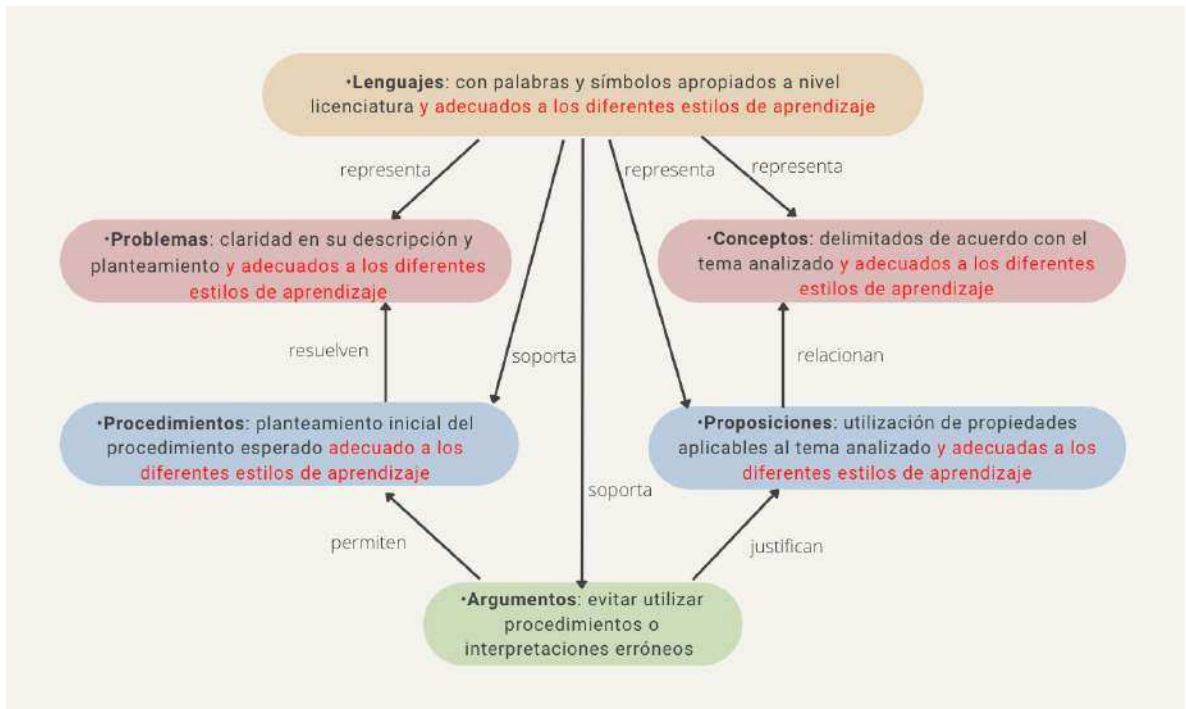 ·Lenguajes: con palabras y símbolos apropiados a nivel
licenciatura y adecuados a los diferentes estilos de aprendizaje
representa
representa
representa
·Problemas: claridad en su descripción y
planteamiento y adecuados a los diferentes
estilos de aprendizaje
·Conceptos: delimitados de acuerdo con el
tema analizado y adecuados a los diferentes
estilos de aprendizaje
resuelven
soporta
relacionan
·Procedimientos: planteamiento inicial del
procedimiento esperado adecuado a los
diferentes estilos de aprendizaje
·Proposiciones: utilización de propiedades
aplicables al tema analizado y adecuadas a los
diferentes estilos de aprendizaje
soporta
permiten
justifican
·Argumentos: evitar utilizar
procedimientos o
interpretaciones erróneos